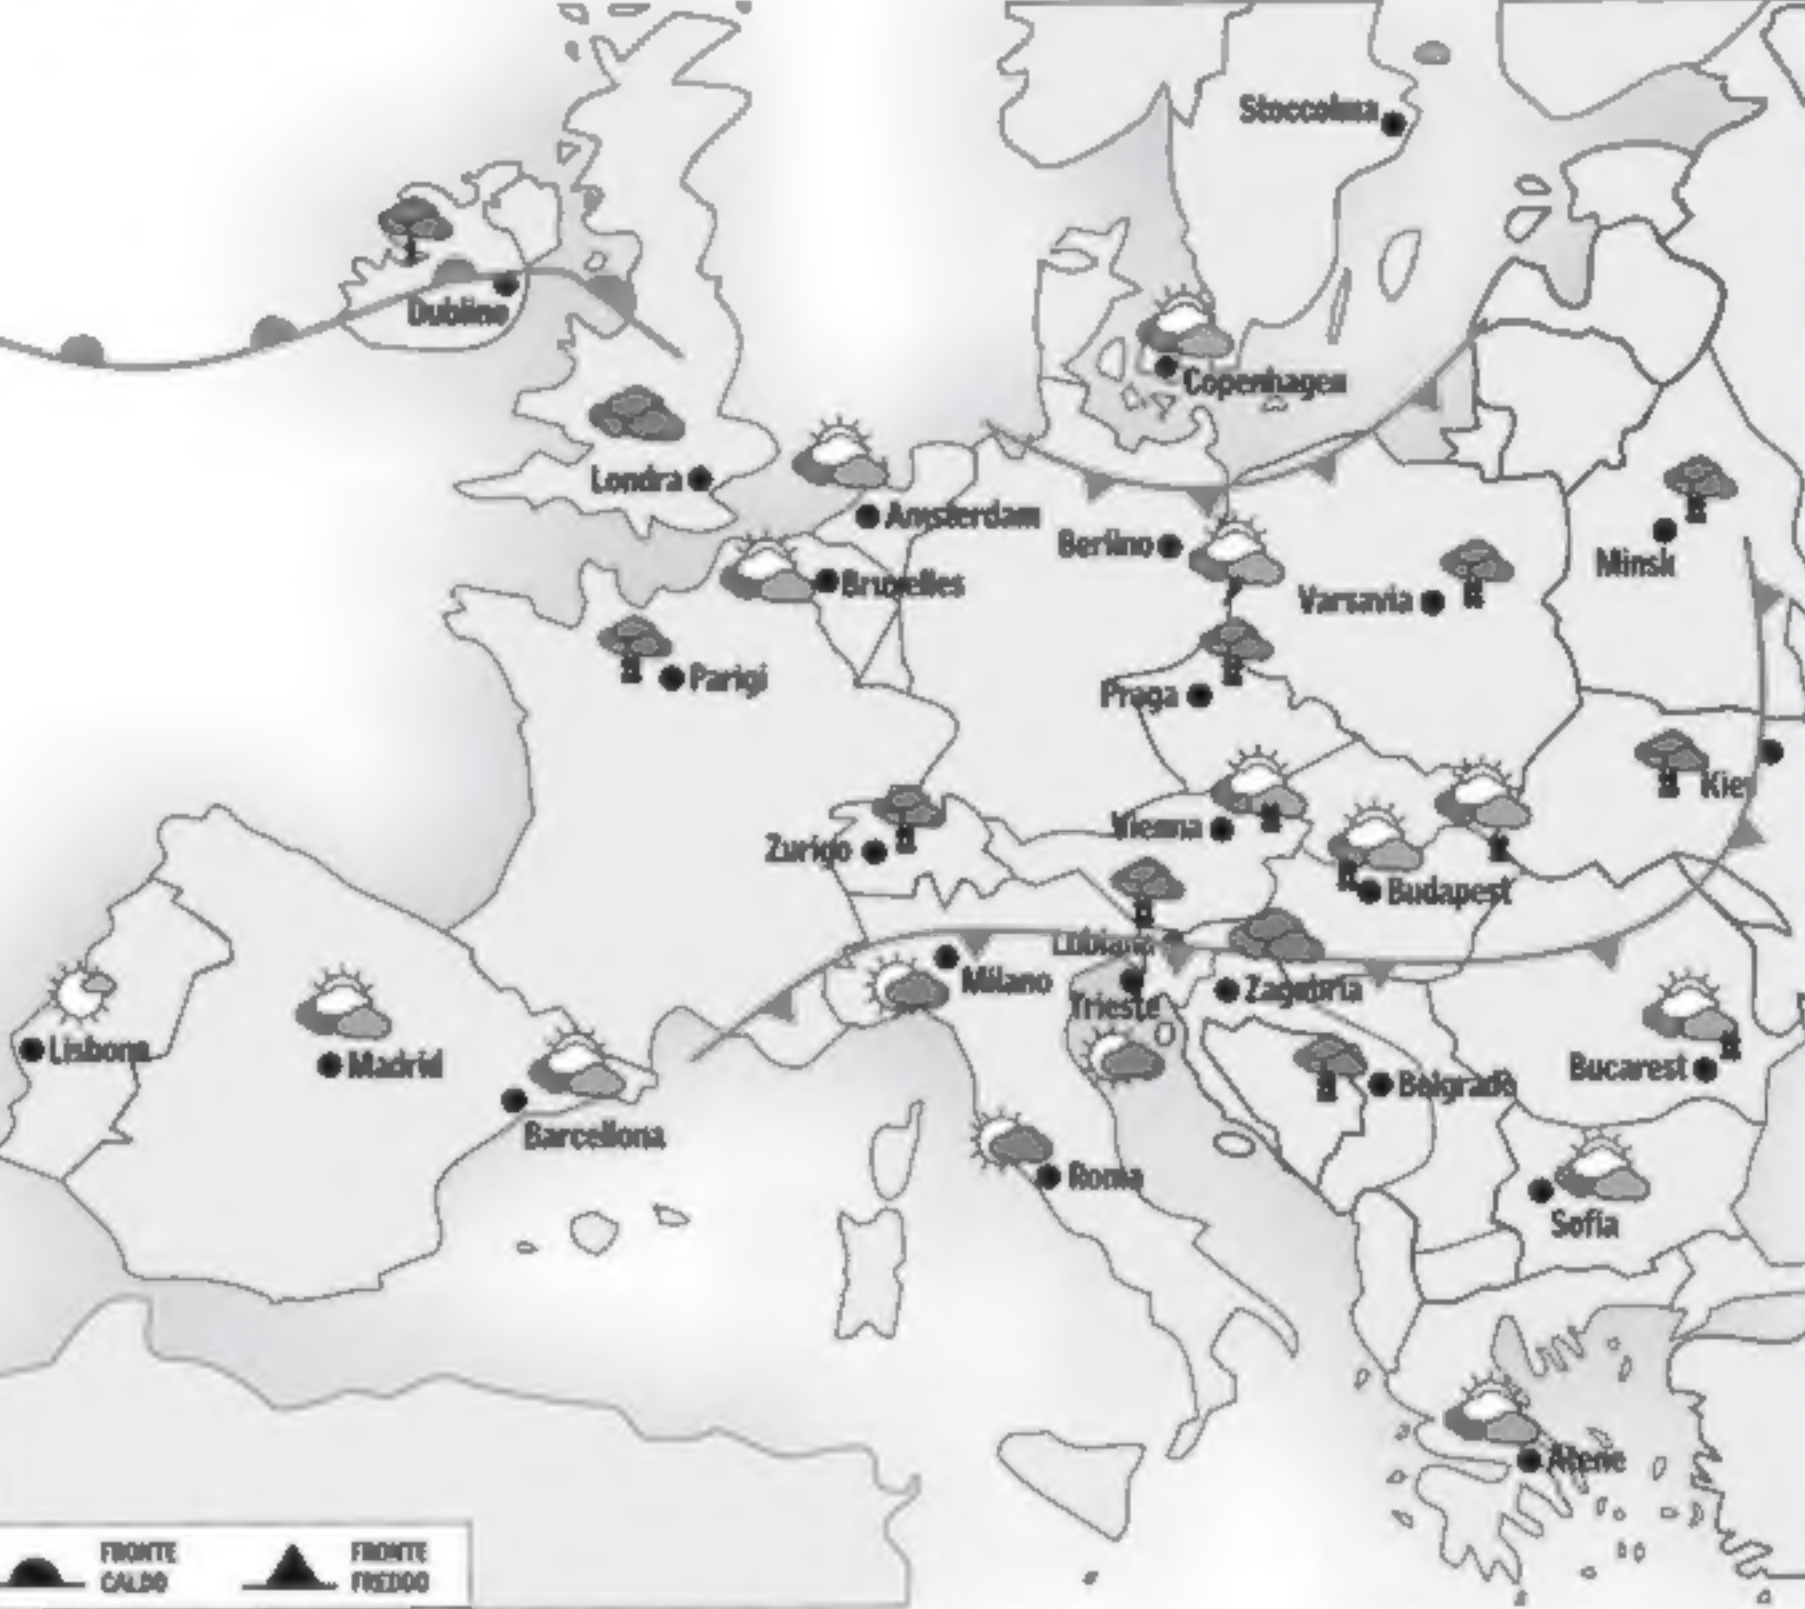 Stoccolma
Dublino
Copenhagen
Londra
Amsterdam
Berlino
Minsk
Bruxelles
Varsavia
Parigi
Praga
Kiev
Vienna
Zurigo
Budapest
Lubiana
Milano
Zagabria
Trieste
Lisbona
Madrid
Bucarest
Belgrado
Barcellona
Roma
Sofia
Atene
FRONTE
CALDO
FRONTE
FREDDO